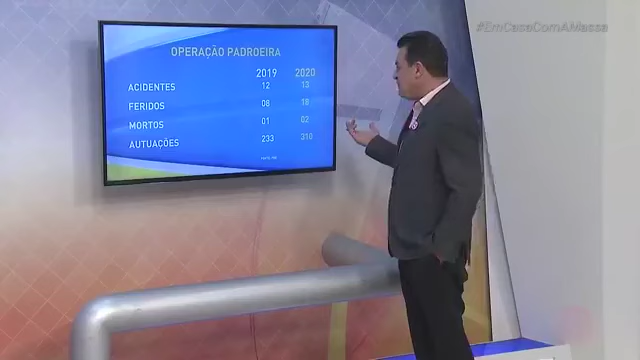 #EmCasaComAMassa
OPERAÇÃO PADROEIRA
2019 2020
ACIDENTES 12 13
FERIDOS 08 18
MORTOS 01 02
AUTUAÇÕES 233 310